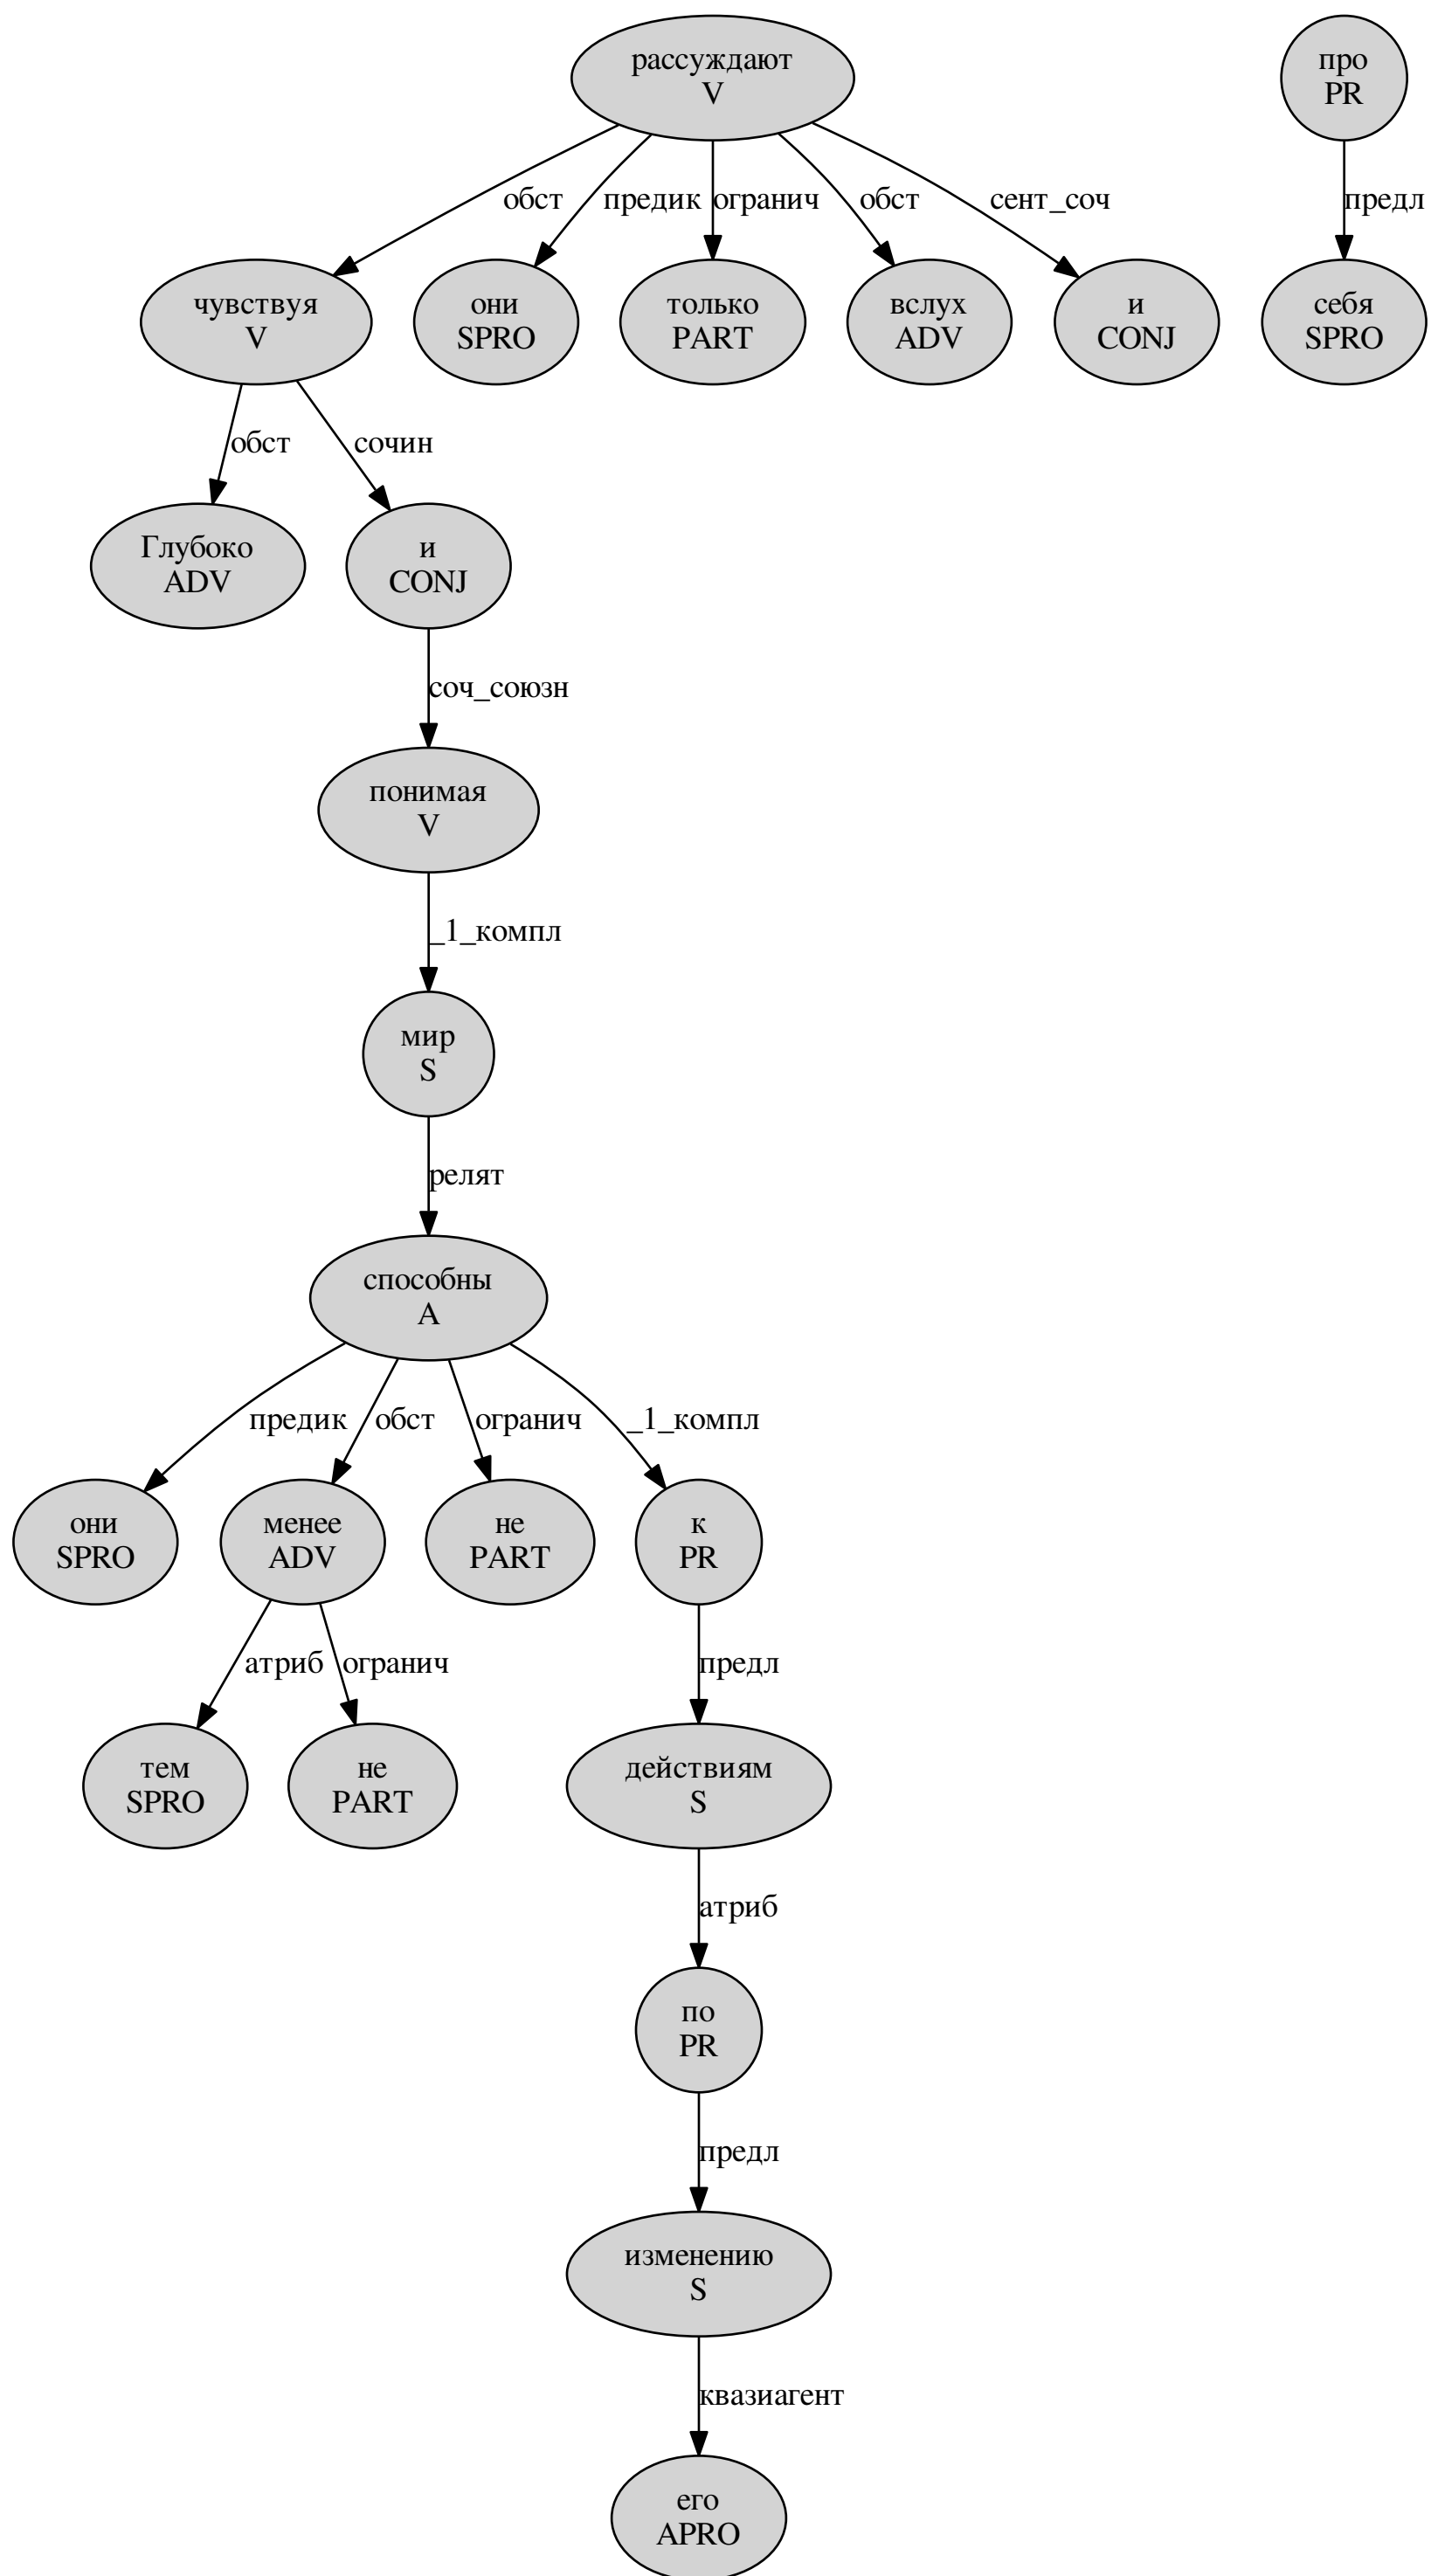 рассуждают
V
про
PR
обст
предик
огранич
обст
сент_соч
предл
чувствуя
V
они
SPRO
только
PART
вслух
ADV
и
CONJ
себя
SPRO
обст
сочин
Глубоко
ADV
и
CONJ
соч_союзн
понимая
V
_1_компл
мир
S
релят
способны
A
предик
обст
огранич
_1_компл
они
SPRO
менее
ADV
не
PART
к
PR
атриб
огранич
предл
тем
SPRO
не
PART
действиям
S
атриб
по
PR
предл
изменению
S
квазиагент
его
APRO